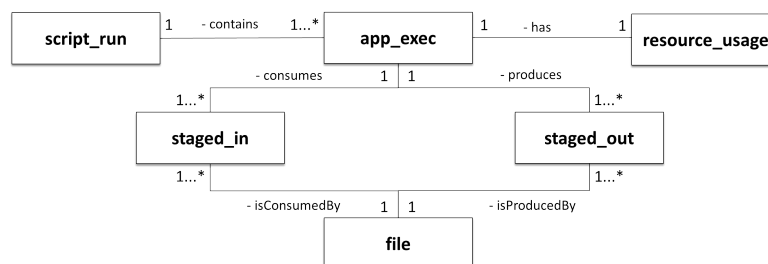 script_run 1 - contains 1...* app_exec 1 - has 1 resource_usage
- consumes 1 1 - produces
1...* 1...*
staged_in staged_out
1...* 1...*
- isConsumedBy 1 1 - isProducedBy
file